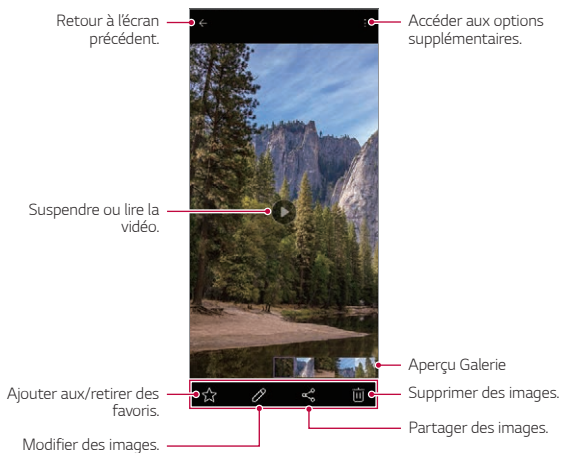 Retour à l'écran
précédent.
Accéder aux options
supplémentaires.
Suspendre ou lire la
vidéo.
Aperçu Galerie
Ajouter aux/retirer des
favoris.
Supprimer des images.
Partager des images.
Modifier des images.